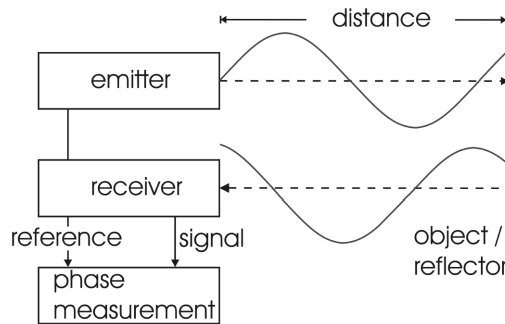 distance
emitter
receiver
reference
signal
object /
reflector
phase
measurement